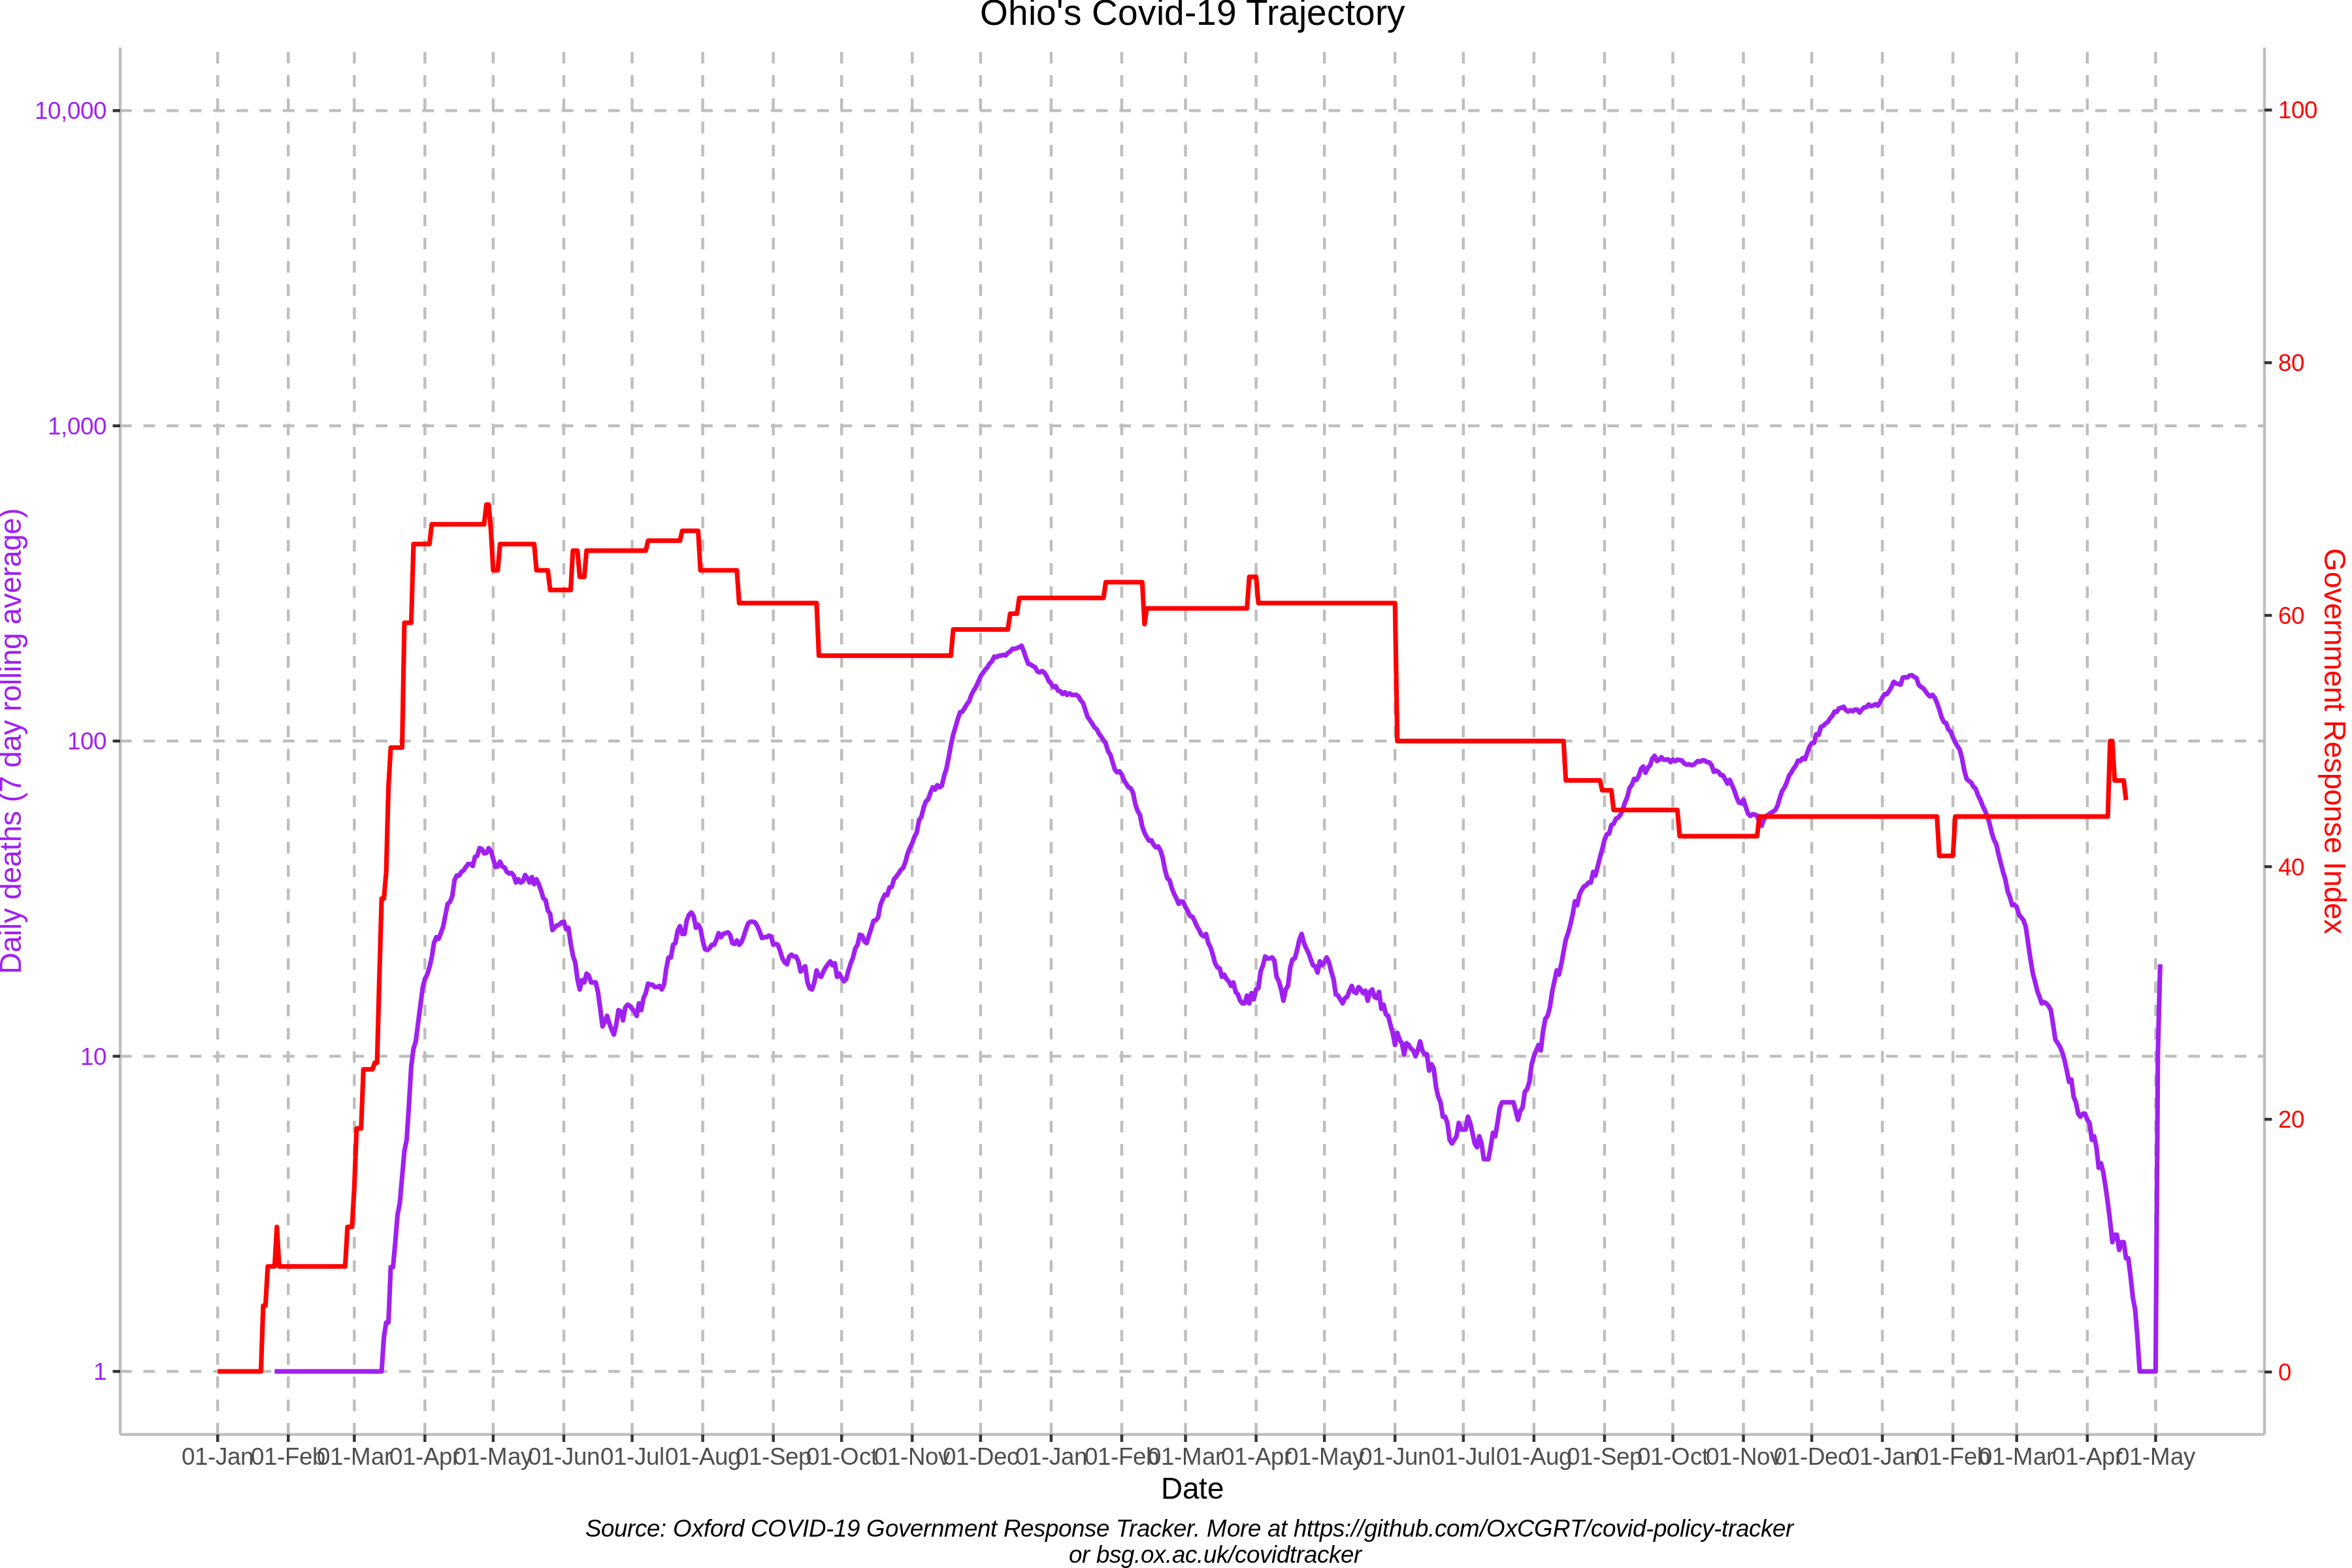 Ohio's Covid-19 Trajectory
10,000
1,000
100
10
1
Daily deaths (7 day rolling average)
100
80
60
40
20
0
Government Response Index
01-Jan 01-Feb 01-Mar 01-Apr 01-May 01-Jun 01-Jul 01-Aug 01-Sep 01-Oct 01-Nov 01-Dec 01-Jan 01-Feb 01-Mar 01-Apr 01-May 01-Jun 01-Jul 01-Aug 01-Sep 01-Oct 01-Nov 01-Dec 01-Jan 01-Feb 01-Mar 01-Apr 01-May
Date
Source: Oxford COVID-19 Government Response Tracker. More at https://github.com/OxCGRT/covid-policy-tracker
or bsg.ox.ac.uk/covidtracker